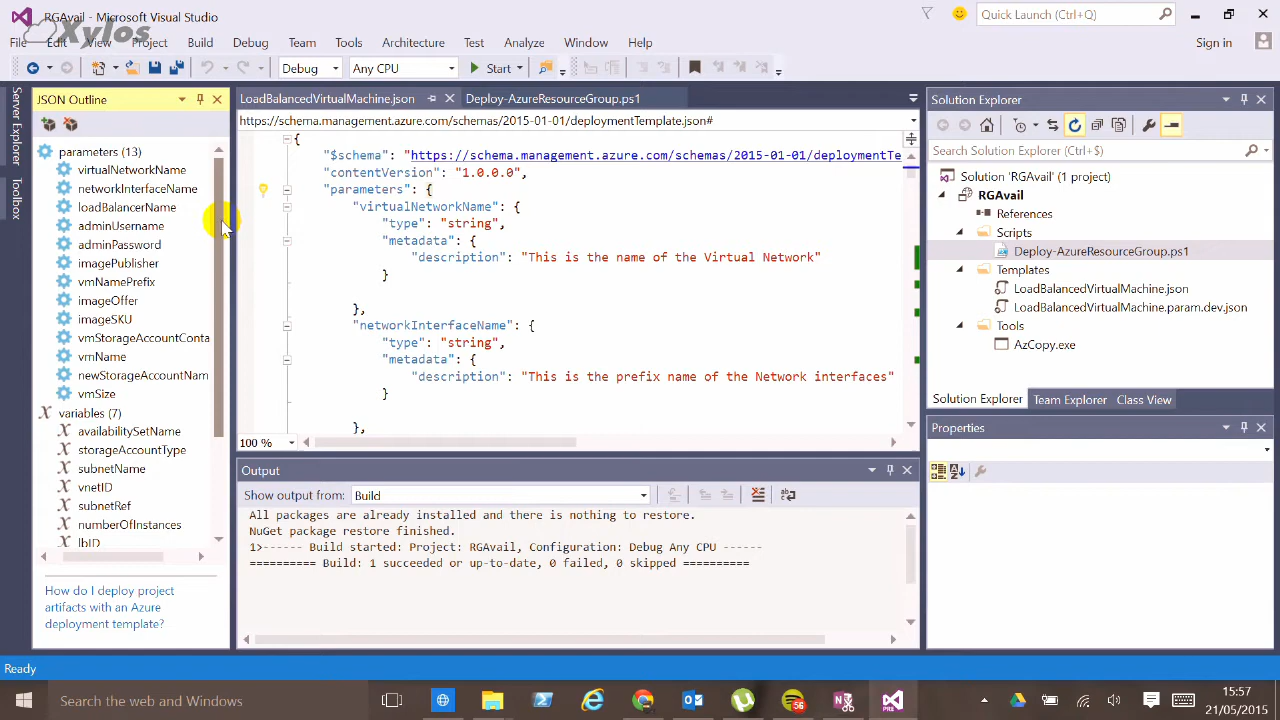 RGAvail - Microsoft Visual Studio
Quick Launch (Ctrl+Q)
Xylos
File Edit View Project Build Debug Team Tools Architecture Test Analyze Window Help
Sign in
Debug
Any CPU
Start
Server Explorer
Toolbox
JSON Outline
parameters (13)
virtualNetworkName
networkInterfaceName
loadBalancerName
adminUsername
adminPassword
imagePublisher
vmNamePrefix
imageOffer
imageSKU
vmStorageAccountConta
vmName
newStorageAccountNam
vmSize
variables (7)
availabilitySetName
storageAccountType
subnetName
vnetID
subnetRef
numberOfInstances
lbID
How do I deploy project
artifacts with an Azure
deployment template?
LoadBalancedVirtualMachine.json
Deploy-AzureResourceGroup.ps1
https://schema.management.azure.com/schemas/2015-01-01/deploymentTemplate.json#
{
"$schema": "https://schema.management.azure.com/schemas/2015-01-01/deploymentTe
"contentVersion": "1.0.0.0",
"parameters": {
"virtualNetworkName": {
"type": "string",
"metadata": {
"description": "This is the name of the Virtual Network"
}
},
"networkInterfaceName": {
"type": "string",
"metadata": {
"description": "This is the prefix name of the Network interfaces"
}
},
100 %
Output
Show output from: Build
All packages are already installed and there is nothing to restore.
NuGet package restore finished.
1>------ Build started: Project: RGAvail, Configuration: Debug Any CPU ------
========== Build: 1 succeeded or up-to-date, 0 failed, 0 skipped ==========
Solution Explorer
Search Solution Explorer (Ctrl+$)
Solution 'RGAvail' (1 project)
RGAvail
References
Scripts
Deploy-AzureResourceGroup.ps1
Templates
LoadBalancedVirtualMachine.json
LoadBalancedVirtualMachine.param.dev.json
Tools
AzCopy.exe
Solution Explorer Team Explorer Class View
Properties
Ready
Search the web and Windows
56
PRE
15:57
21/05/2015